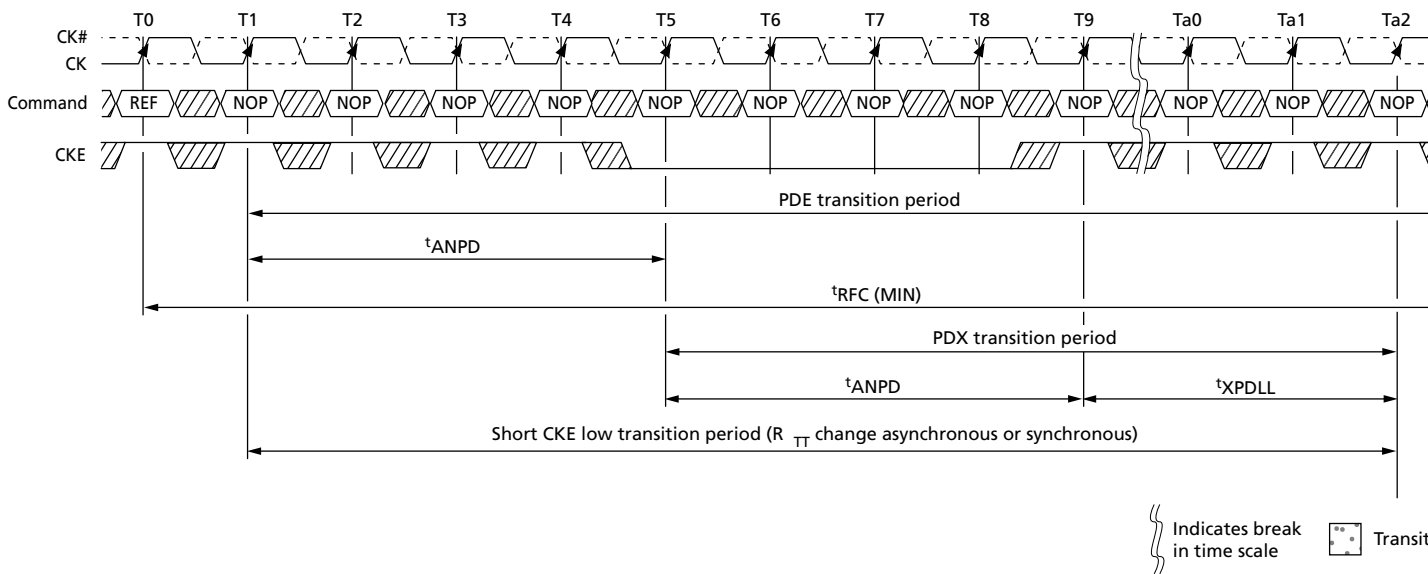 T0 T1 T2 T3 T4 T5 T6 T7 T8 T9 Ta0 Ta1 Ta2
CK#
CK
Command REF NOP NOP NOP NOP NOP NOP NOP NOP NOP NOP NOP NOP
CKE
PDE transition period
tANPD
tRFC (MIN)
PDX transition period
tANPD tXPDLL
Short CKE low transition period (R TT change asynchronous or synchronous)
Indicates break
in time scale
Transit